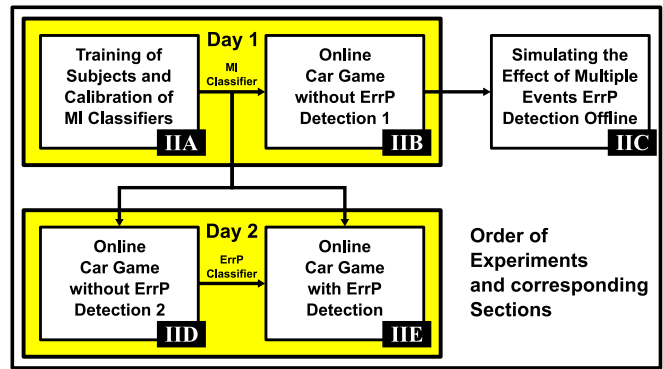 Day 1
Training of
Subjects and
Calibration of
MI Classifiers
IIA
MI
Classifier
Online
Car Game
without ErrP
Detection 1
IIB
Simulating the
Effect of Multiple
Events ErrP
Detection Offline
IIC
Day 2
Online
Car Game
without ErrP
Detection 2
IID
ErrP
Classifier
Online
Car Game
with ErrP
Detection
IIE
Order of
Experiments
and corresponding
Sections